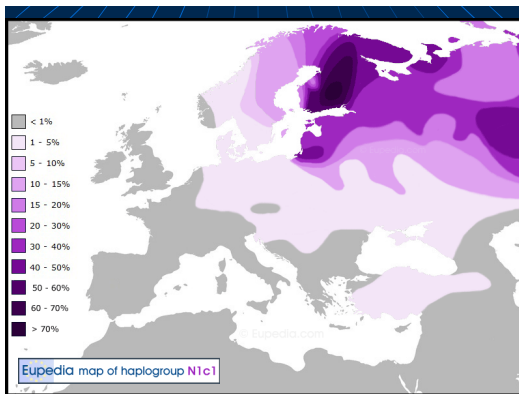 < 1%
1 - 5%
5 - 10%
10 - 15%
15 - 20%
20 - 30%
30 - 40%
40 - 50%
50 - 60%
60 - 70%
> 70%
© Eupedia.com
Eupedia map of haplogroup N1c1